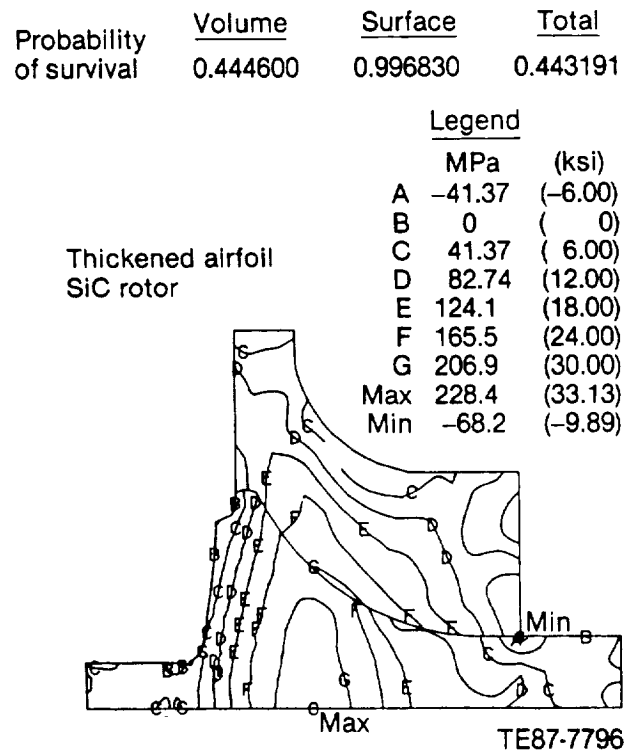 Volume Surface Total
Probability
of survival 0.444600 0.996830 0.443191
Legend
MPa (ksi)
A −41.37 (−6.00)
B 0 ( 0)
C 41.37 ( 6.00)
D 82.74 (12.00)
E 124.1 (18.00)
F 165.5 (24.00)
G 206.9 (30.00)
Max 228.4 (33.13)
Min −68.2 (−9.89)
Thickened airfoil
SiC rotor
Min
Max
TE87-7796